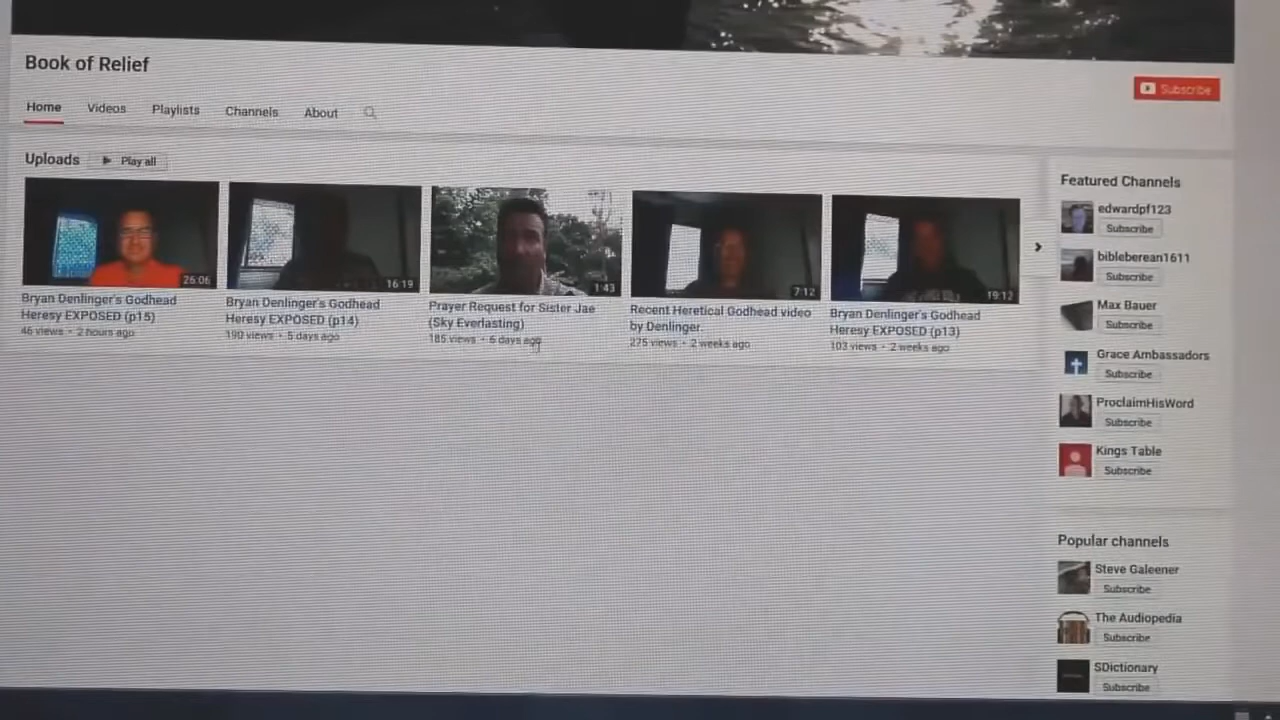 Book of Relief
Subscribe
Home Videos Playlists Channels About
Uploads Play all
26:06
16:19
1:43
7:12
19:12
Bryan Denlinger's Godhead
Heresy EXPOSED (p15)
46 views • 2 hours ago
Bryan Denlinger's Godhead
Heresy EXPOSED (p14)
190 views • 5 days ago
Prayer Request for Sister Jae
(Sky Everlasting)
185 views • 6 days ago
Recent Heretical Godhead video
by Denlinger.
275 views • 2 weeks ago
Bryan Denlinger's Godhead
Heresy EXPOSED (p13)
103 views • 2 weeks ago
Featured Channels
edwardpf123
Subscribe
bibleberean1611
Subscribe
Max Bauer
Subscribe
Grace Ambassadors
Subscribe
ProclaimHisWord
Subscribe
Kings Table
Subscribe
Popular channels
Steve Galeener
Subscribe
The Audiopedia
Subscribe
SDictionary
Subscribe